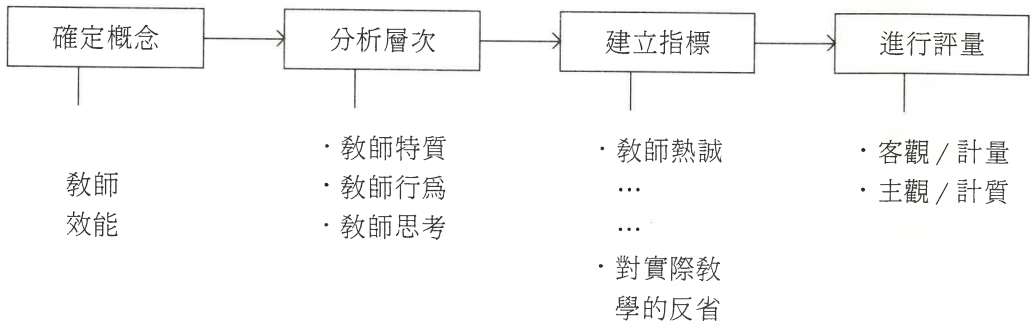 確定概念
分析層次
建立指標
進行評量
教師
效能
・教師特質
・教師行爲
・教師思考
・教師熱誠
…
…
・對實際教
學的反省
・客觀/計量
・主觀/計質